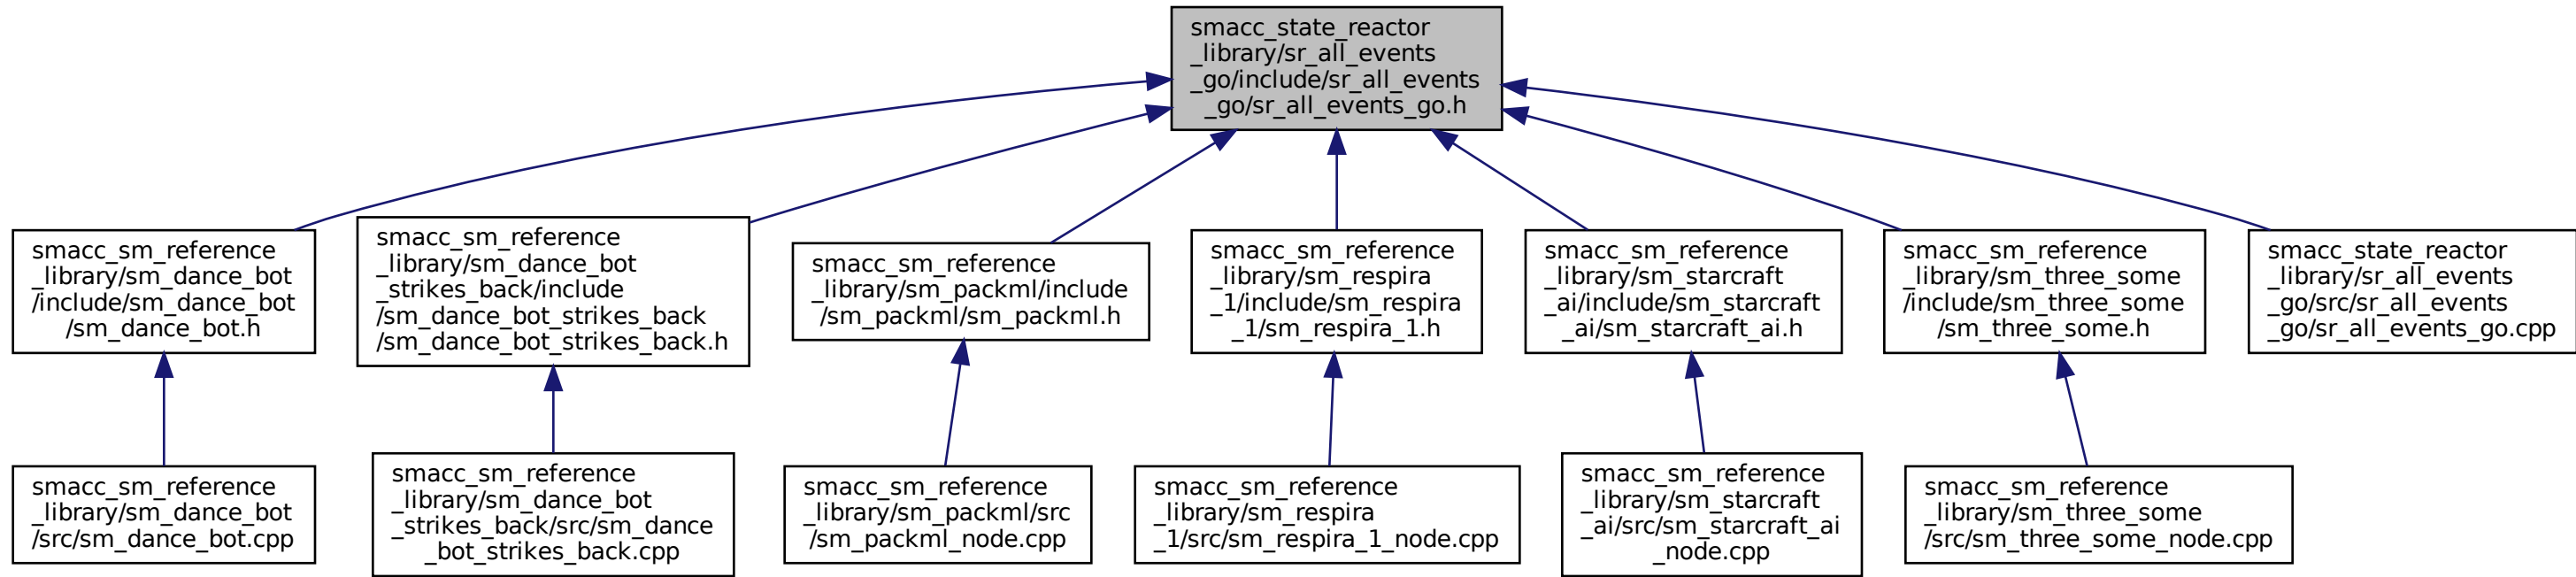 smacc_state_reactor
_library/sr_all_events
_go/include/sr_all_events
_go/sr_all_events_go.h
smacc_sm_reference
_library/sm_dance_bot
/include/sm_dance_bot
/sm_dance_bot.h
smacc_sm_reference
_library/sm_dance_bot
_strikes_back/include
/sm_dance_bot_strikes_back
/sm_dance_bot_strikes_back.h
smacc_sm_reference
_library/sm_packml/include
/sm_packml/sm_packml.h
smacc_sm_reference
_library/sm_respira
_1/include/sm_respira
_1/sm_respira_1.h
smacc_sm_reference
_library/sm_starcraft
_ai/include/sm_starcraft
_ai/sm_starcraft_ai.h
smacc_sm_reference
_library/sm_three_some
/include/sm_three_some
/sm_three_some.h
smacc_state_reactor
_library/sr_all_events
_go/src/sr_all_events
_go/sr_all_events_go.cpp
smacc_sm_reference
_library/sm_dance_bot
/src/sm_dance_bot.cpp
smacc_sm_reference
_library/sm_dance_bot
_strikes_back/src/sm_dance
_bot_strikes_back.cpp
smacc_sm_reference
_library/sm_packml/src
/sm_packml_node.cpp
smacc_sm_reference
_library/sm_respira
_1/src/sm_respira_1_node.cpp
smacc_sm_reference
_library/sm_starcraft
_ai/src/sm_starcraft_ai
_node.cpp
smacc_sm_reference
_library/sm_three_some
/src/sm_three_some_node.cpp